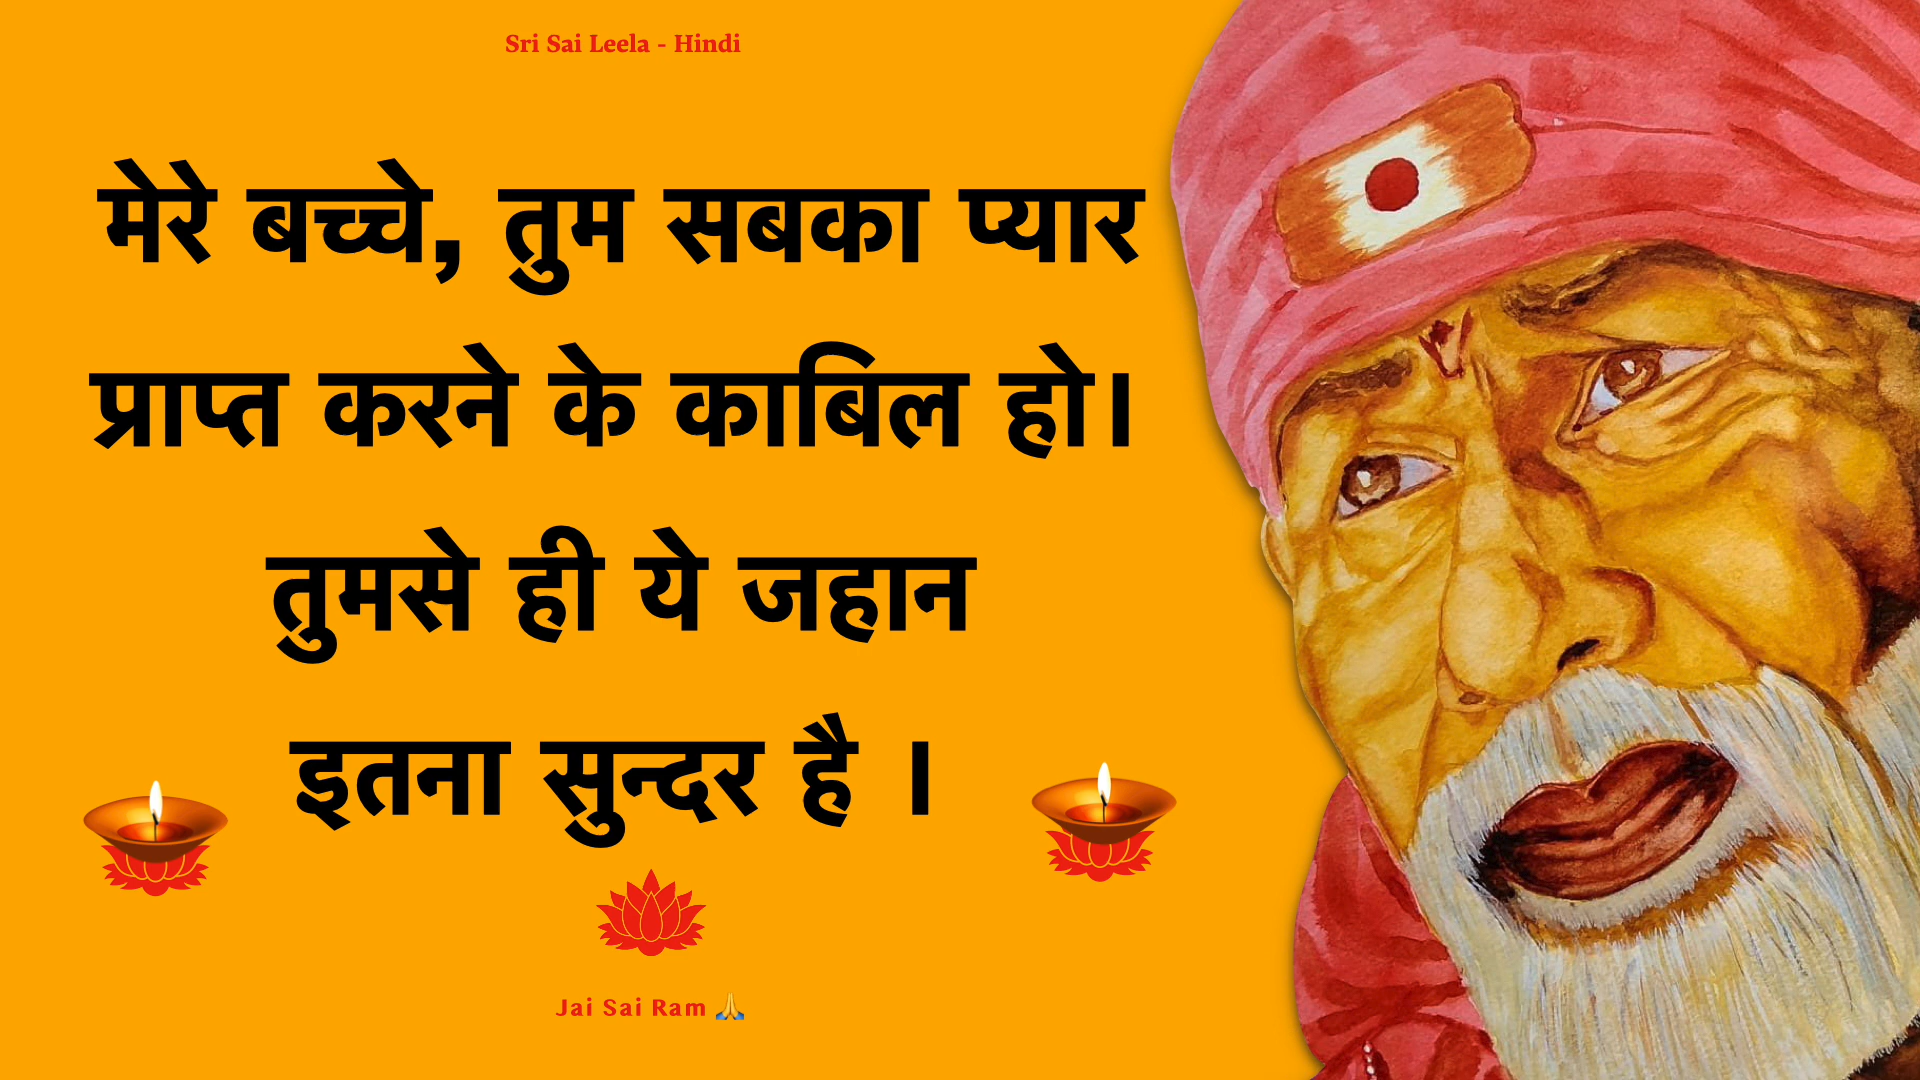 Sri Sai Leela - Hindi
मेरे बच्चे, तुम सबका प्यार
प्राप्त करने के काबिल हो।
तुमसे ही ये जहान
इतना सुन्दर है ।
Jai Sai Ram 🙏